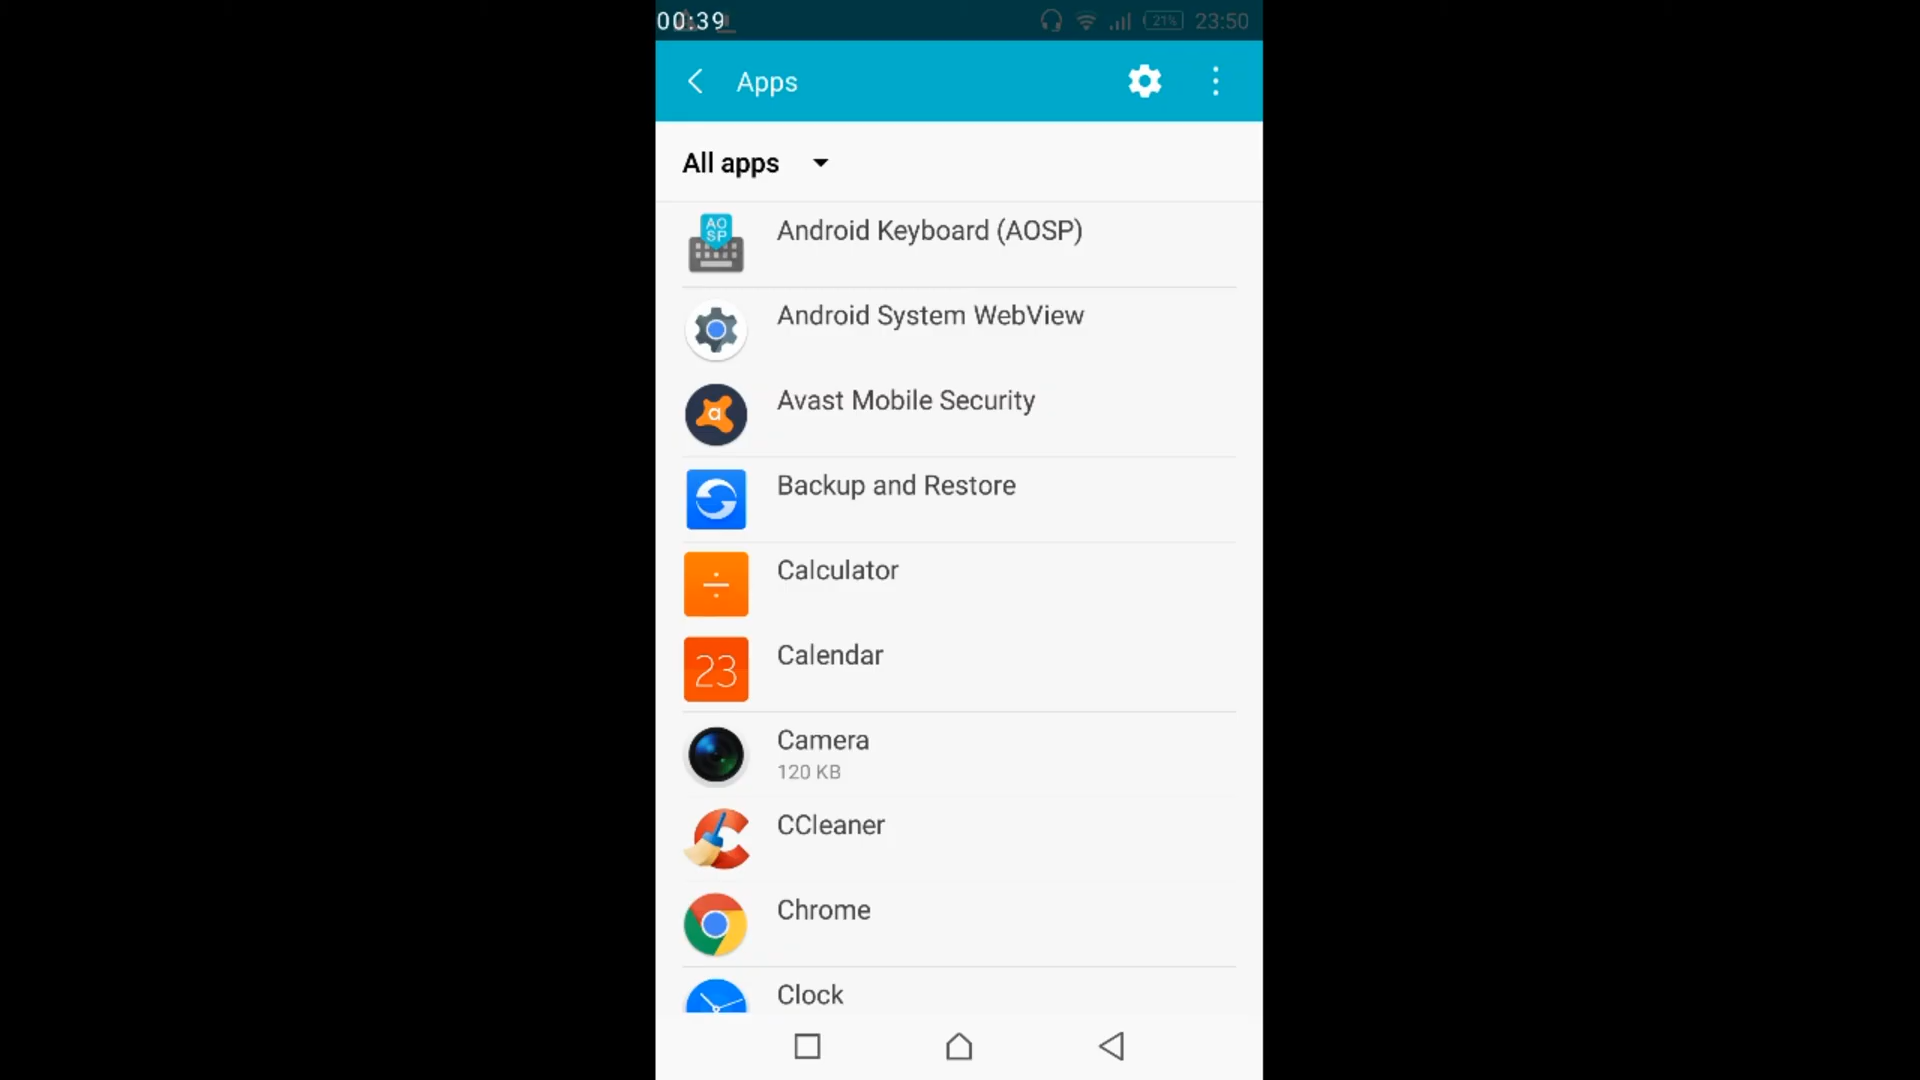 00:39 21% 23:50
Apps
All apps
AO
SP
Android Keyboard (AOSP)
Android System WebView
a
Avast Mobile Security
Backup and Restore
Calculator
23
Calendar
Camera
120 KB
CCleaner
Chrome
Clock